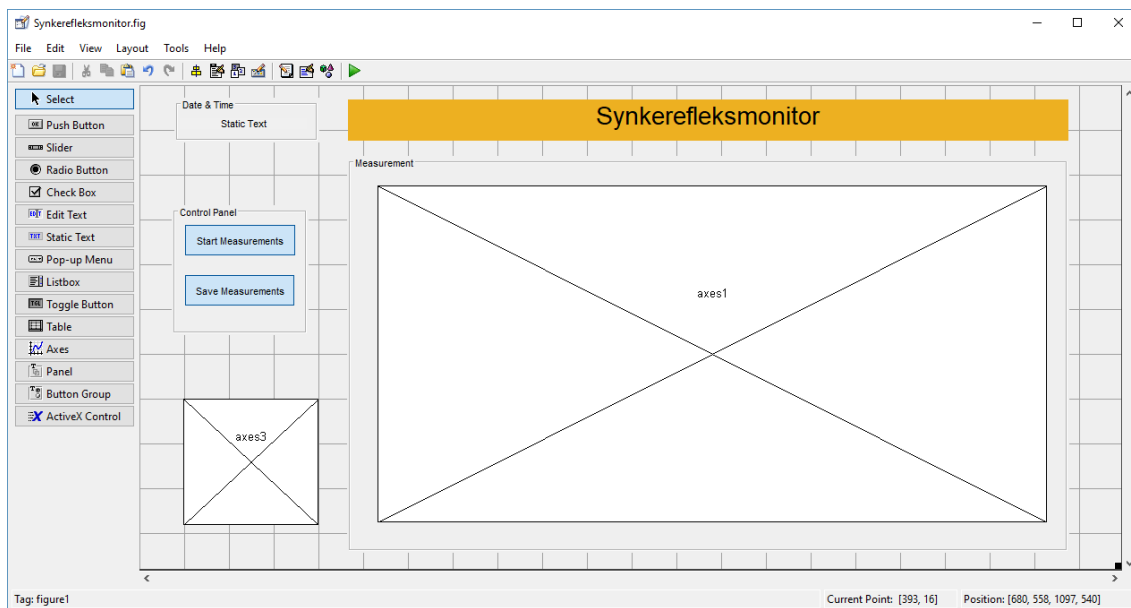 Synkerefleksmonitor.fig
File Edit View Layout Tools Help
Select
Push Button
Slider
Radio Button
Check Box
Edit Text
Static Text
Pop-up Menu
Listbox
Toggle Button
Table
Axes
Panel
Button Group
ActiveX Control
Date & Time
Static Text
Synkerefleksmonitor
Measurement
Control Panel
Start Measurements
Save Measurements
axes1
axes3
Tag: figure1
Current Point: [393, 16]
Position: [680, 558, 1097, 540]